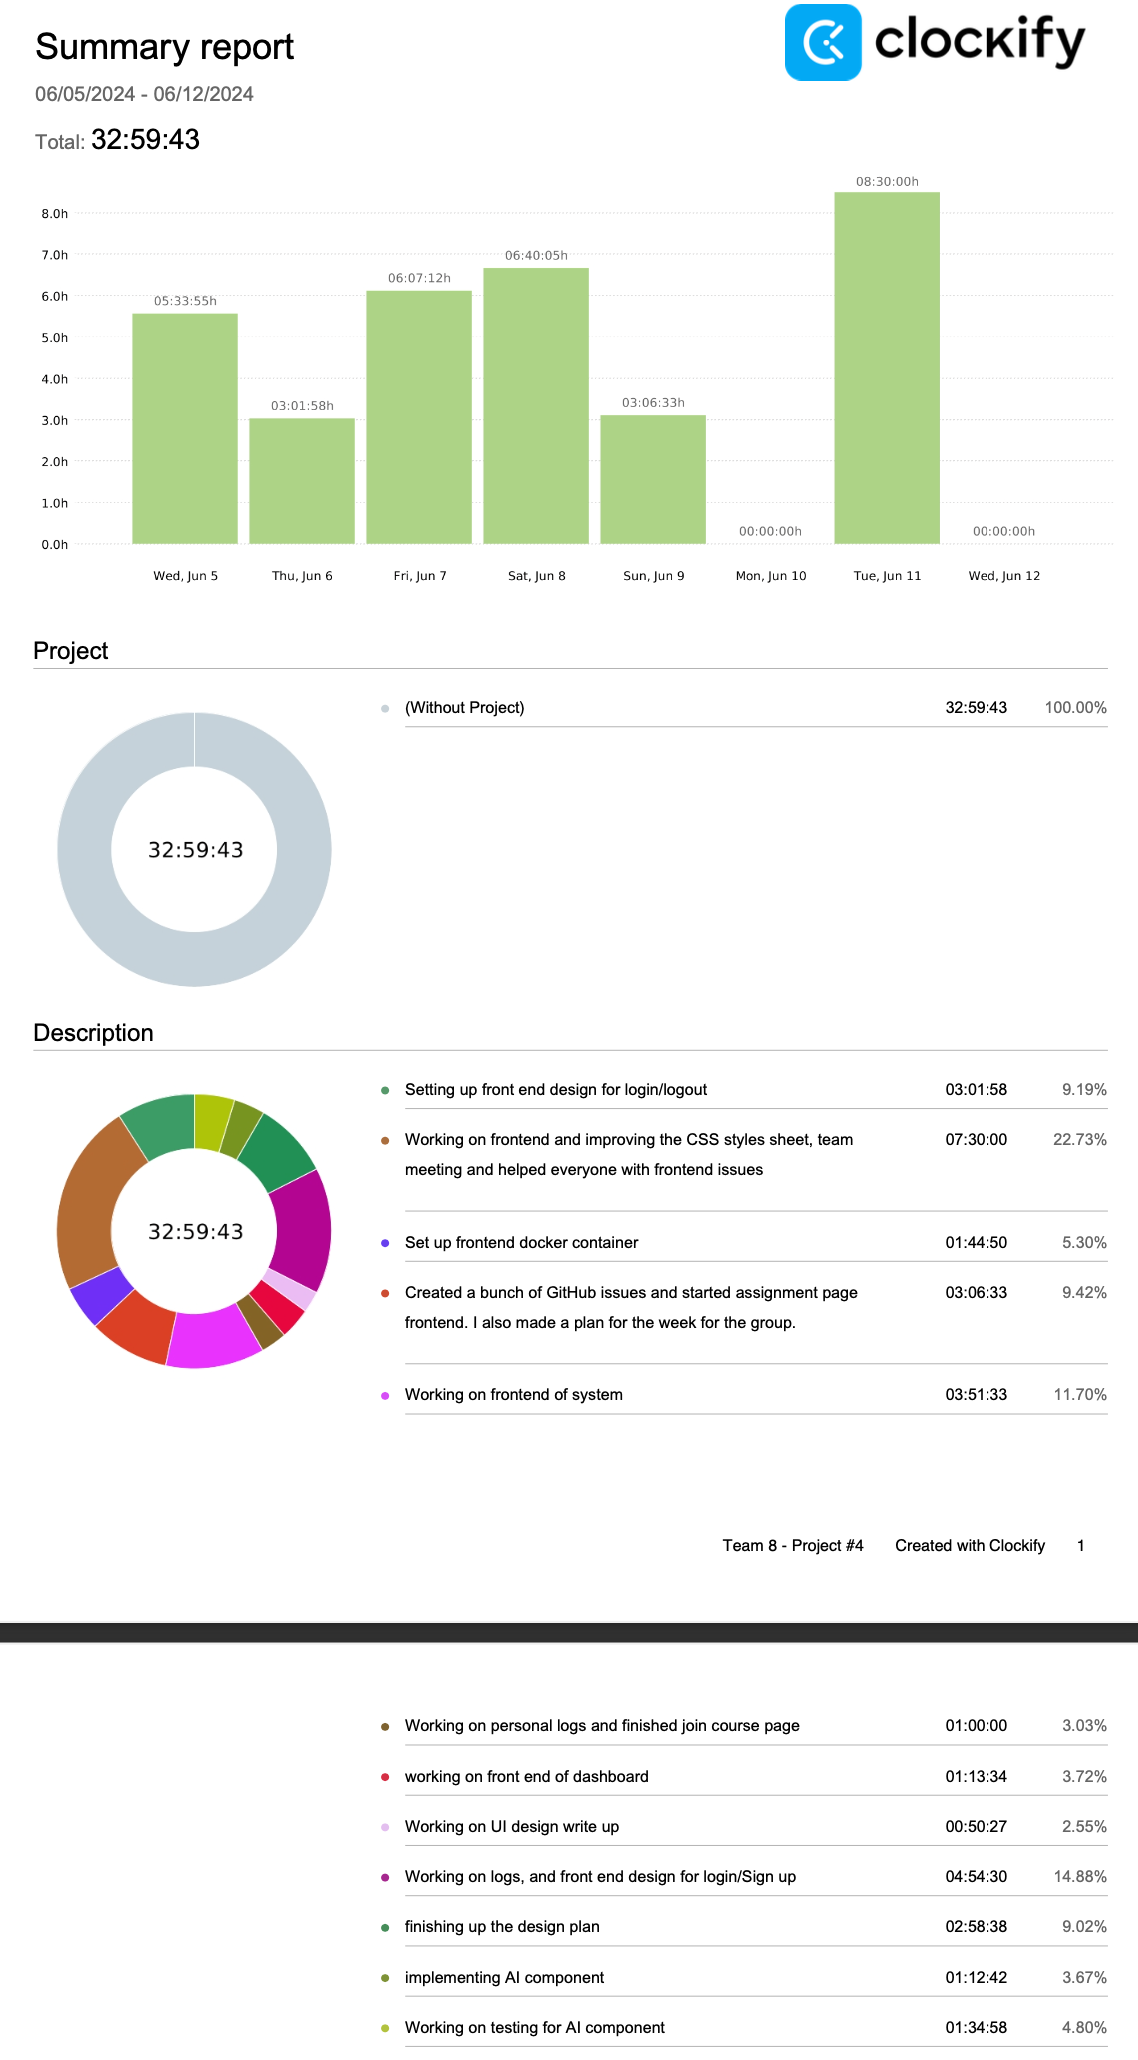 Summary report
clockify
06/05/2024 - 06/12/2024
Total: 32:59:43
08:30:00h
8.0h
7.0h
06:40:05h
06:07:12h
6.0h
05:33:55h
5.0h
4.0h
03:01:58h
03:06:33h
3.0h
2.0h
1.0h
00:00:00h
00:00:00h
0.0h
Wed, Jun 5
Thu, Jun 6
Fri, Jun 7
Sat, Jun 8
Sun, Jun 9
Mon, Jun 10
Tue, Jun 11
Wed, Jun 12
Project
(Without Project) 32:59:43 100.00%
32:59:43
Description
Setting up front end design for login/logout 03:01:58 9.19%
Working on frontend and improving the CSS styles sheet, team 07:30:00 22.73%
meeting and helped everyone with frontend issues
32:59:43
Set up frontend docker container 01:44:50 5.30%
Created a bunch of GitHub issues and started assignment page 03:06:33 9.42%
frontend. I also made a plan for the week for the group.
Working on frontend of system 03:51:33 11.70%
Team 8 - Project #4 Created with Clockify 1
Working on personal logs and finished join course page 01:00:00 3.03%
working on front end of dashboard 01:13:34 3.72%
Working on UI design write up 00:50:27 2.55%
Working on logs, and front end design for login/Sign up 04:54:30 14.88%
finishing up the design plan 02:58:38 9.02%
implementing AI component 01:12:42 3.67%
Working on testing for AI component 01:34:58 4.80%